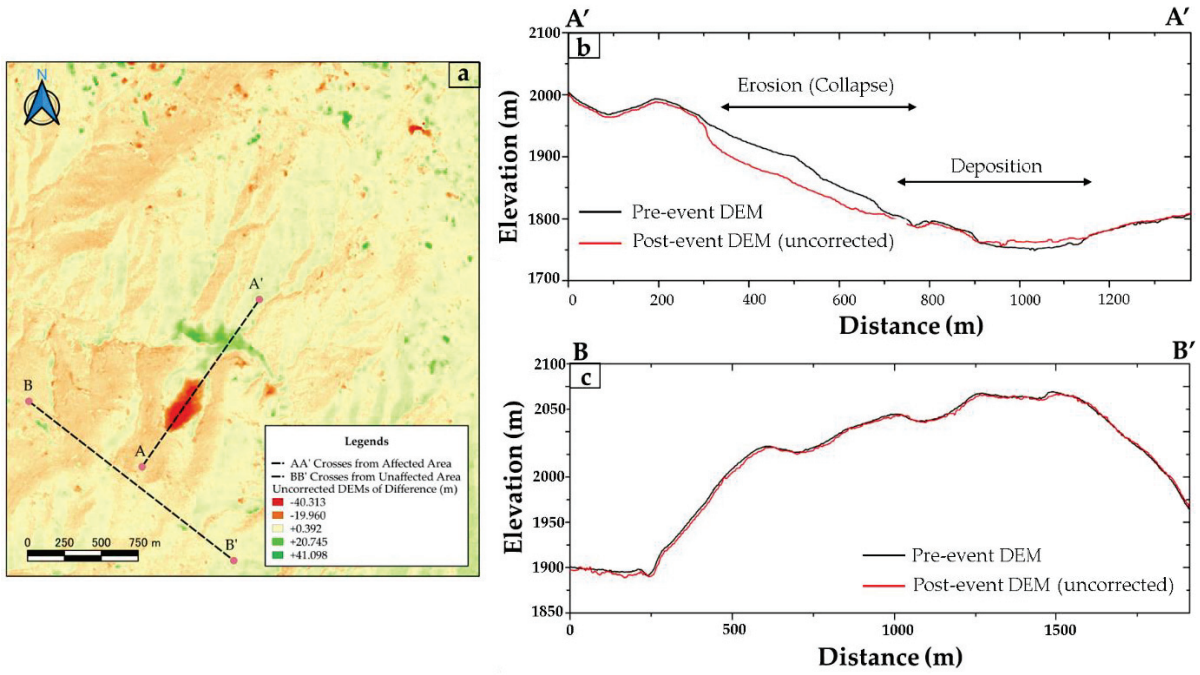 a
N
A'
B
A
B'
0 250 500 750 m
Legends
AA' Crosses from Affected Area
BB' Crosses from Unaffected Area
Uncorrected DEMs of Difference (m)
-40.313
-19.960
+0.392
+20.745
+41.098
A' A'
b
2100
2000
1900
1800
1700
Elevation (m)
Erosion (Collapse)
Deposition
Pre-event DEM
Post-event DEM (uncorrected)
0 200 400 600 800 1000 1200
Distance (m)
B B'
c
2100
2050
2000
1950
1900
1850
Elevation (m)
Pre-event DEM
Post-event DEM (uncorrected)
0 500 1000 1500
Distance (m)